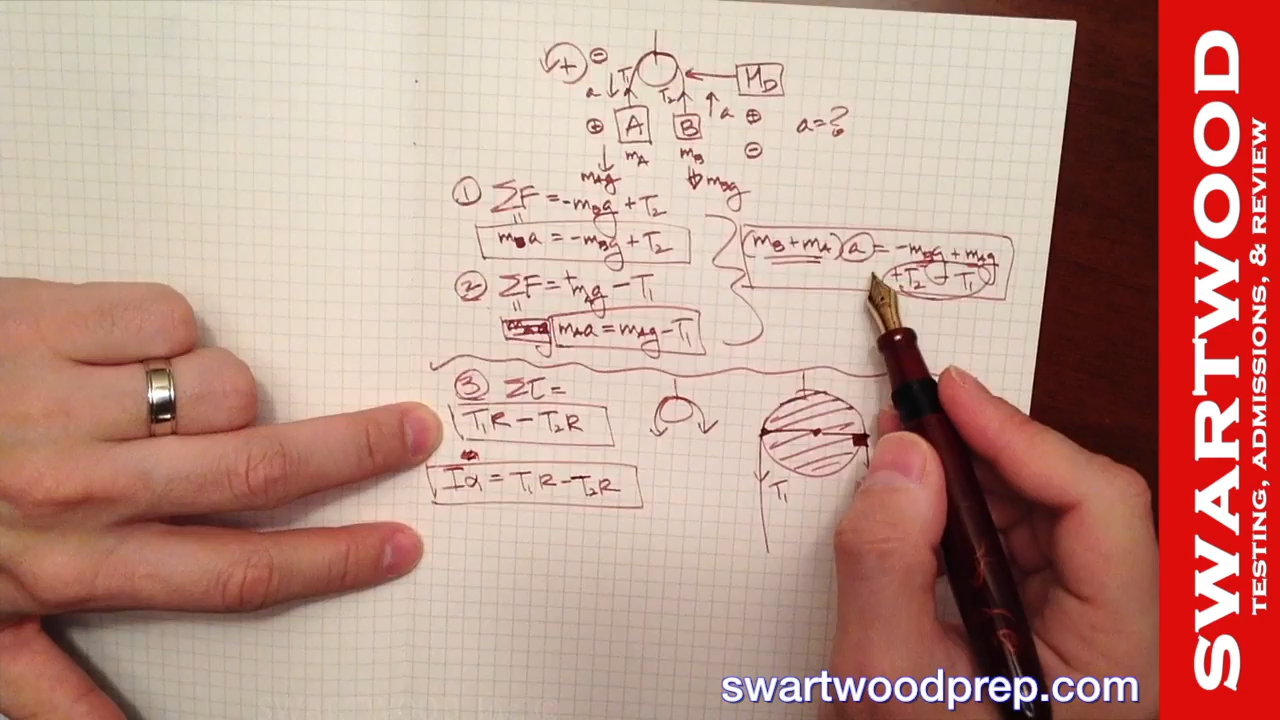 + ⊖
T₁
a
T₂
M_D
⊕ A B a ⊕ a = ?
m_A m_B ⊖
m_Ag m_Bg
① ΣF = -m_Bg + T₂
" m_Ba = -m_Bg + T₂
(m_B + m_A) a = -m_Bg + m_Ag
+T₂ - T₁
② ΣF = +m_Ag - T₁
" m_Aa = m_Ag - T₁
③ Στ =
T₁R - T₂R
Iα = T₁R - T₂R
T₁
SWARTWOOD
TESTING, ADMISSIONS, & REVIEW
swartwoodprep.com